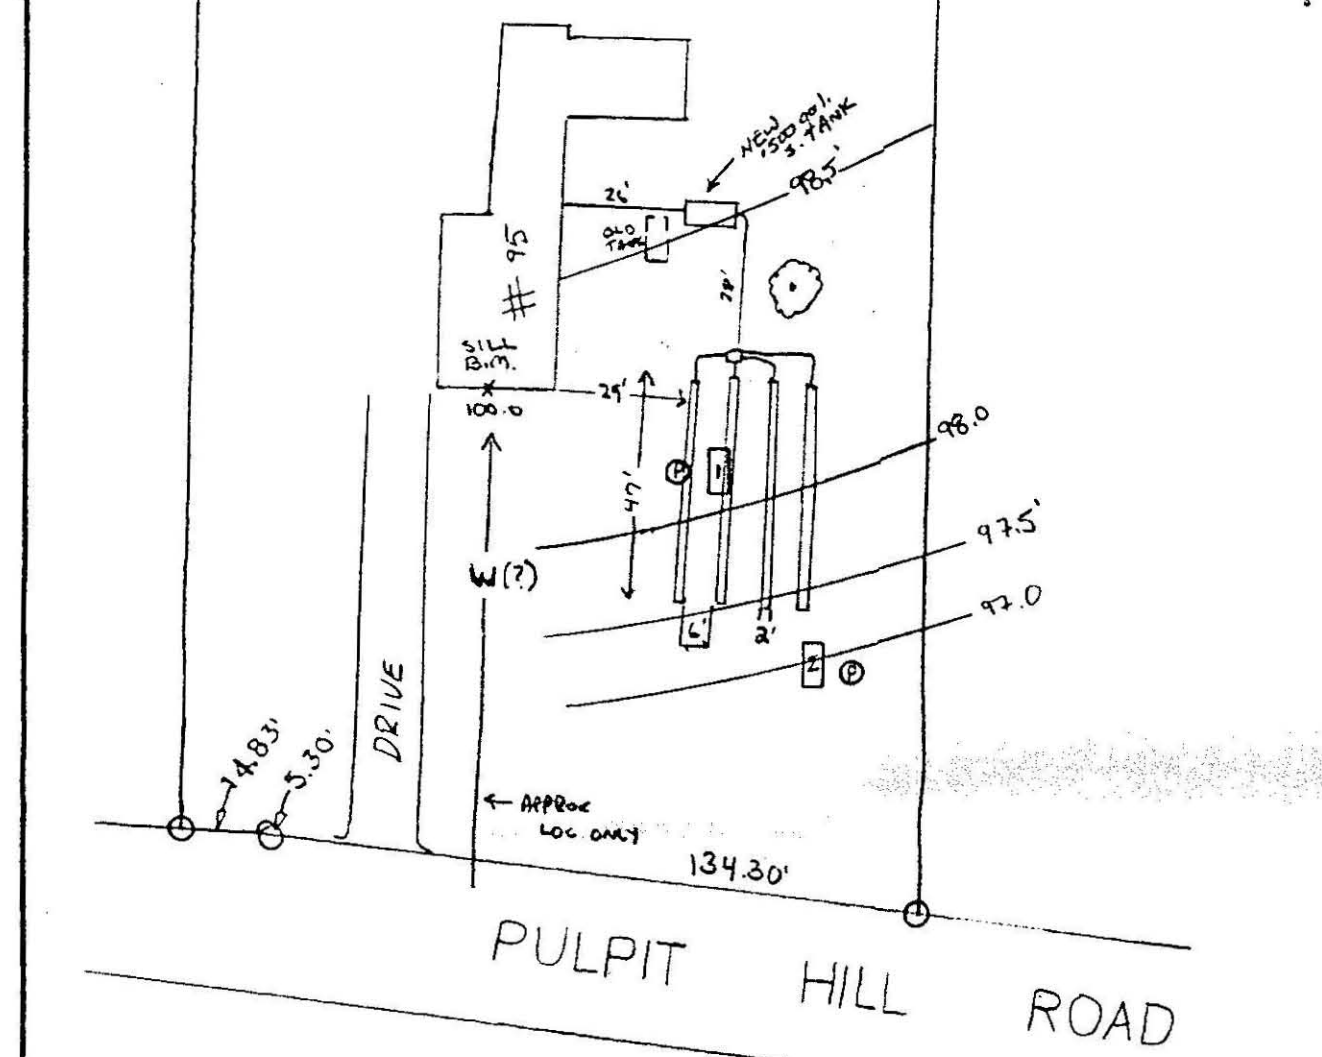 NEW
1500 gal.
S. TANK
98.5'
26'
OLD
TANK
# 95
SILL
B.M.
100.0
29'
47'
P
1
98.0
97.5'
97.0
W(?)
6'
2'
2
P
DRIVE
14.83'
5.30'
APPROX
LOC ONLY
134.30'
PULPIT HILL ROAD